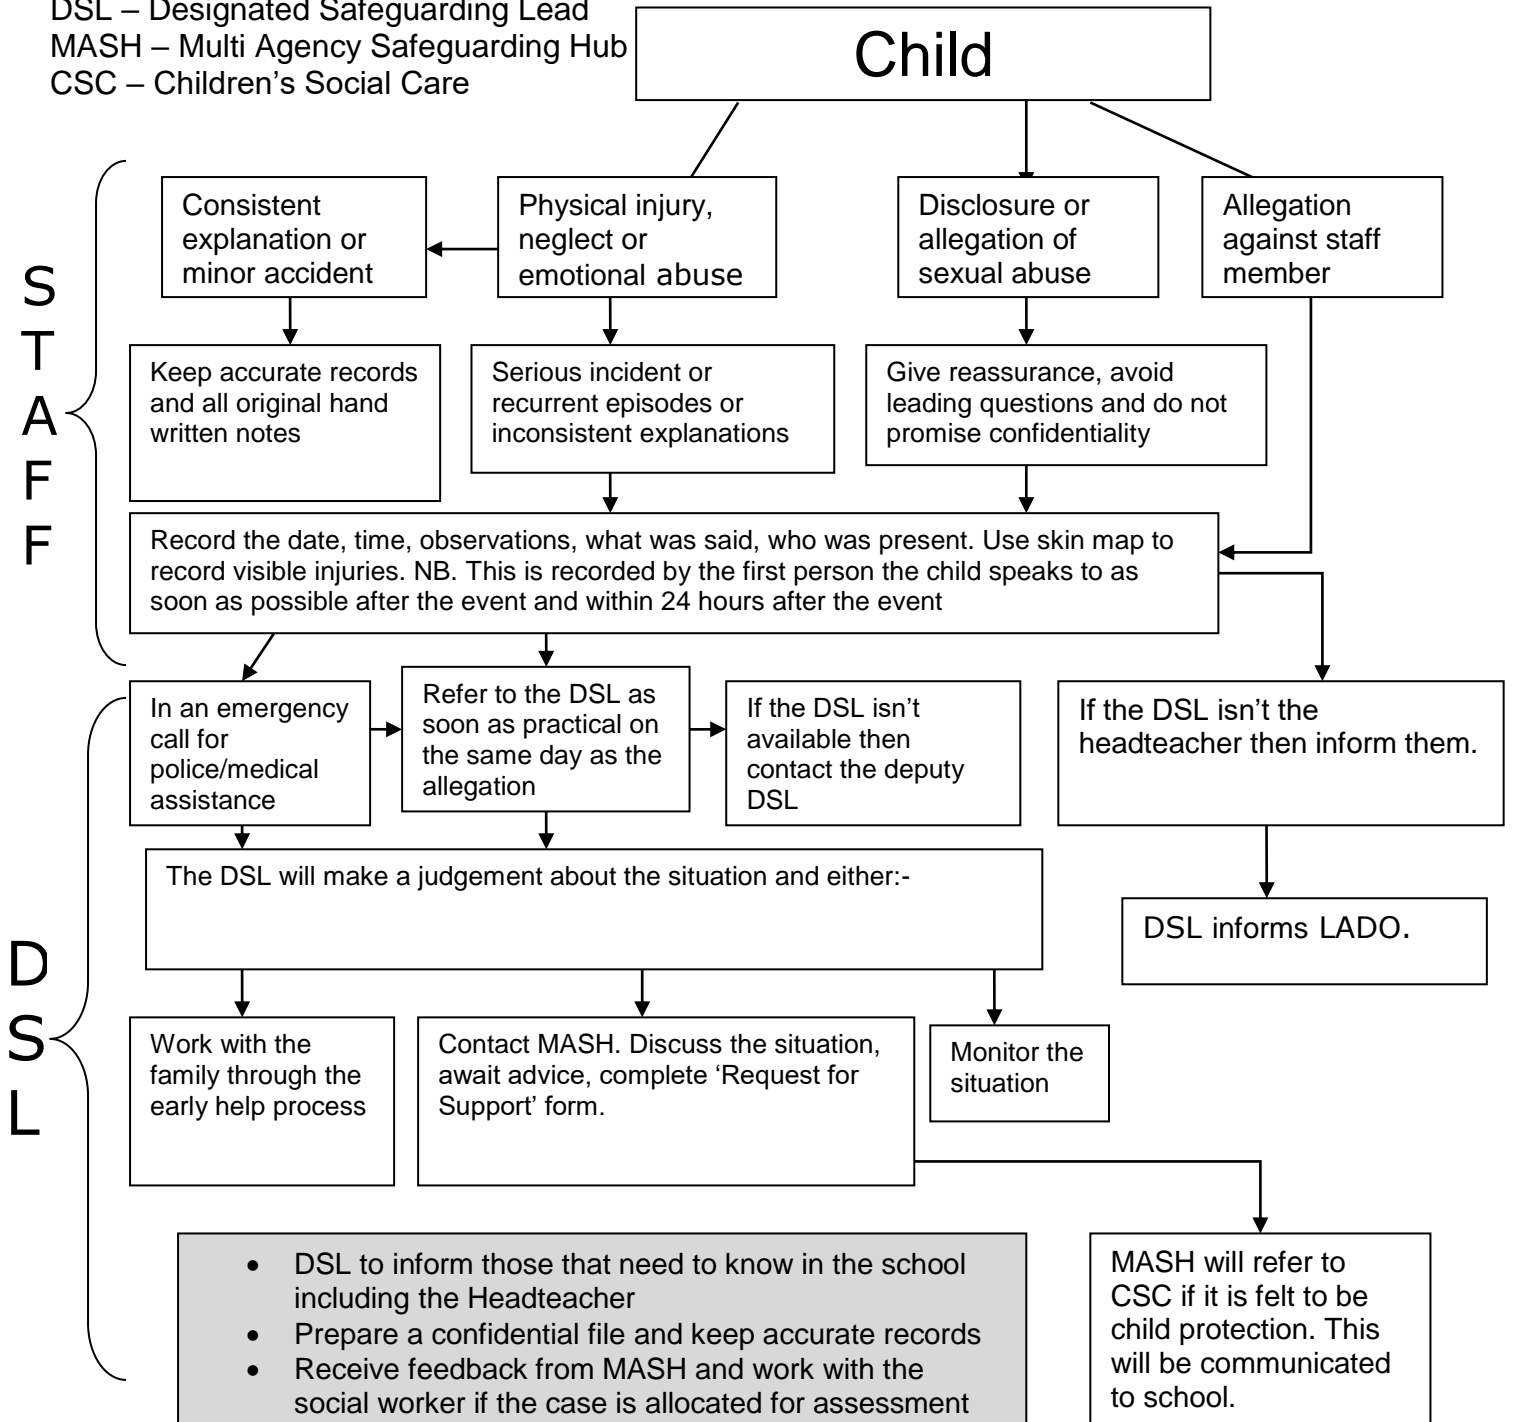 DSL – Designated Safeguarding Lead
MASH – Multi Agency Safeguarding Hub
CSC – Children's Social Care
Child
S
T
A
F
F
Consistent
explanation or
minor accident
Physical injury,
neglect or
emotional abuse
Disclosure or
allegation of
sexual abuse
Allegation
against staff
member
Keep accurate records
and all original hand
written notes
Serious incident or
recurrent episodes or
inconsistent explanations
Give reassurance, avoid
leading questions and do not
promise confidentiality
Record the date, time, observations, what was said, who was present. Use skin map to
record visible injuries. NB. This is recorded by the first person the child speaks to as
soon as possible after the event and within 24 hours after the event
D
S
L
In an emergency
call for
police/medical
assistance
Refer to the DSL as
soon as practical on
the same day as the
allegation
If the DSL isn't
available then
contact the deputy
DSL
If the DSL isn't the
headteacher then inform them.
The DSL will make a judgement about the situation and either:-
DSL informs LADO.
Work with the
family through the
early help process
Contact MASH. Discuss the situation,
await advice, complete ‘Request for
Support’ form.
Monitor the
situation
• DSL to inform those that need to know in the school
including the Headteacher
• Prepare a confidential file and keep accurate records
• Receive feedback from MASH and work with the
social worker if the case is allocated for assessment
MASH will refer to
CSC if it is felt to be
child protection. This
will be communicated
to school.